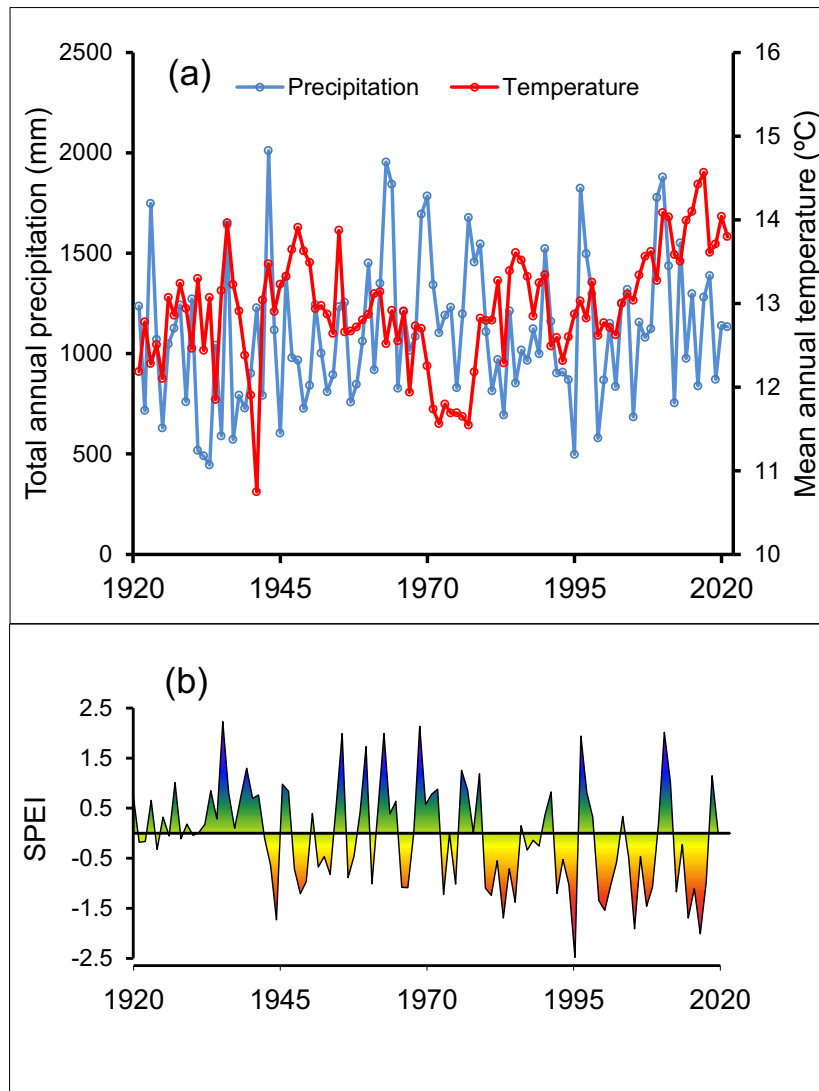 (a)
Precipitation
Temperature
Total annual precipitation (mm)
2500
2000
1500
1000
500
0
Mean annual temperature (ºC)
16
15
14
13
12
11
10
1920 1945 1970 1995 2020
(b)
SPEI
2.5
1.5
0.5
-0.5
-1.5
-2.5
1920 1945 1970 1995 2020